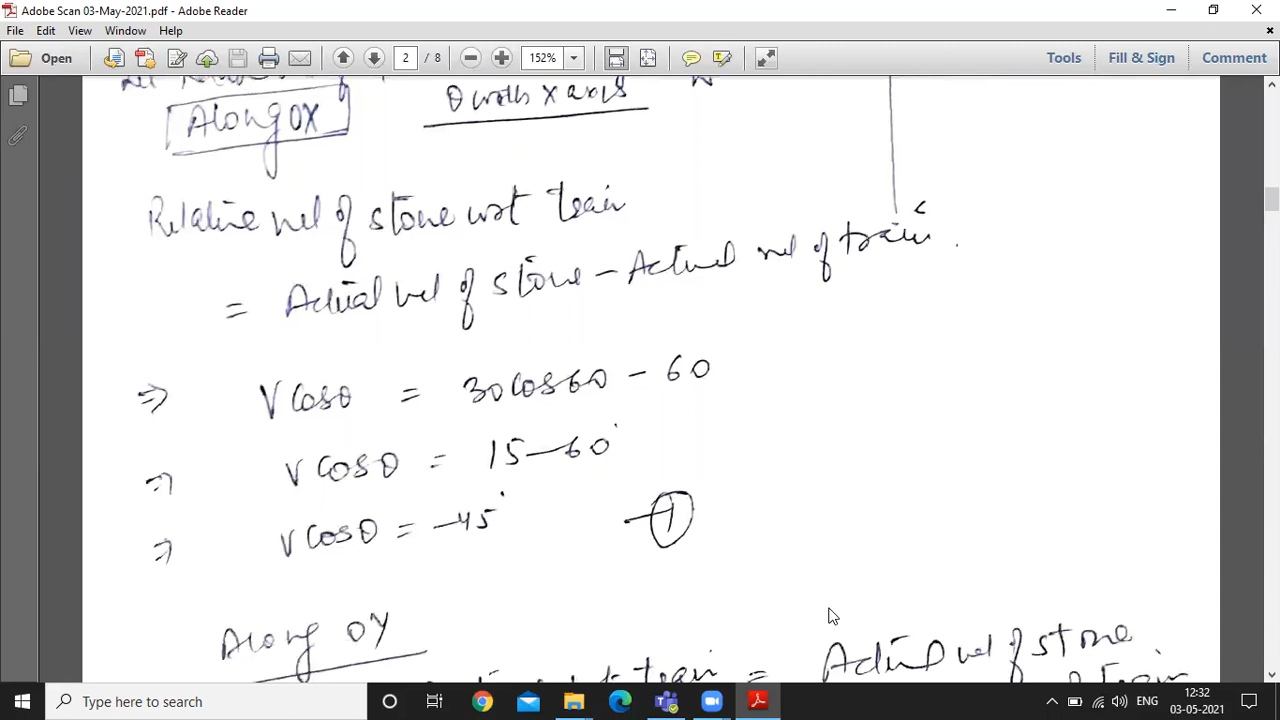 Adobe Scan 03-May-2021.pdf - Adobe Reader
File Edit View Window Help
Open 2 / 8 152% Tools Fill & Sign Comment
θ with X axis
Along OX
Relative vel of stone wrt train
= Actual vel of stone - Actual vel of train
⇒ V Cosθ = 30Cos60 - 60
⇒ V Cosθ = 15 - 60
⇒ V Cosθ = -45 - 1
Along OY
wrt train = Actual vel of stone
train
Type here to search
ENG
12:32
03-05-2021